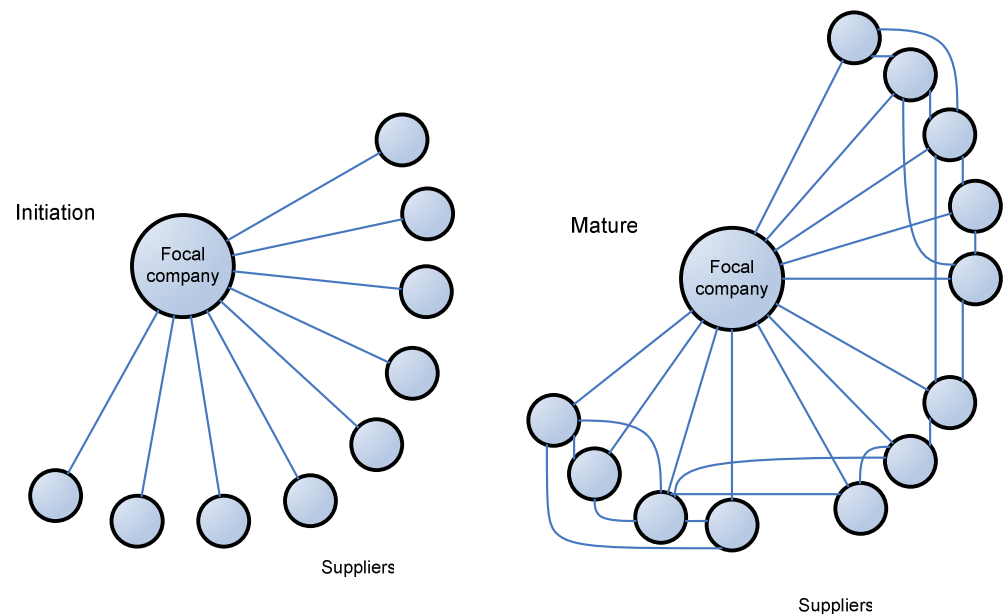 Initiation
Focal
company
Suppliers
Mature
Focal
company
Suppliers